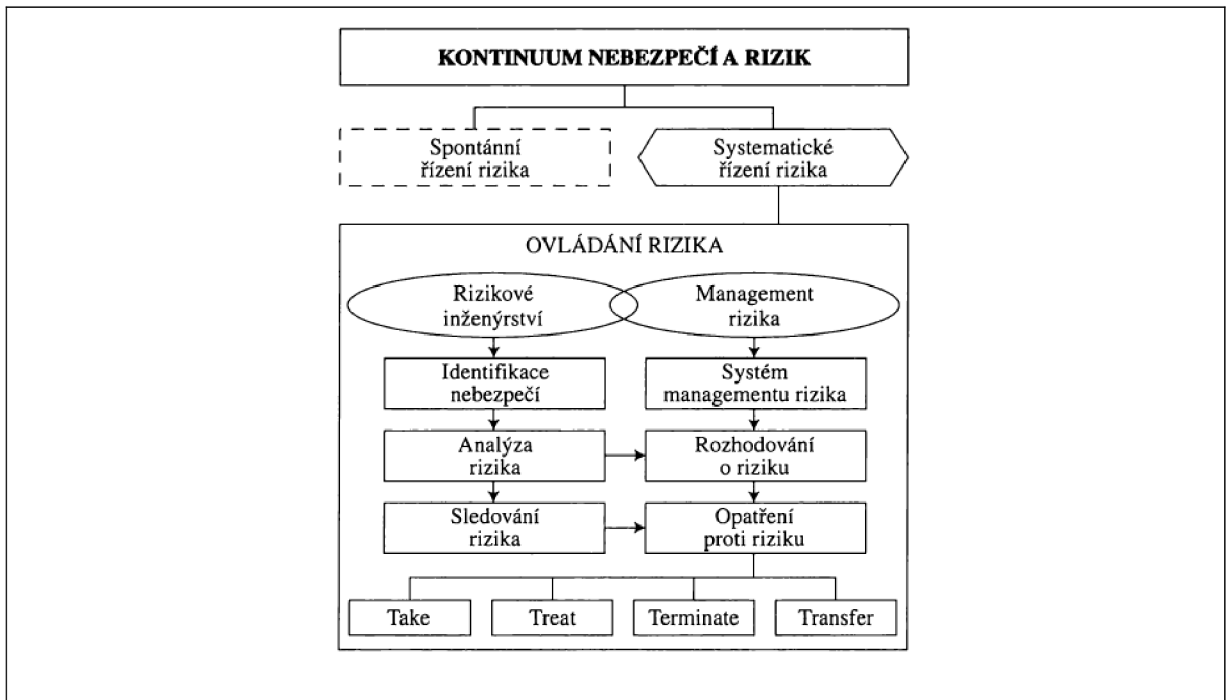 KONTINUUM NEBEZPEČÍ A RIZIK
Spontánní
řízení rizika
Systematické
řízení rizika
OVLÁDÁNÍ RIZIKA
Rizikové
inženýrství
Management
rizika
Identifikace
nebezpečí
Systém
managementu rizika
Analýza
rizika
Rozhodování
o riziku
Sledování
rizika
Opatření
proti riziku
Take
Treat
Terminate
Transfer